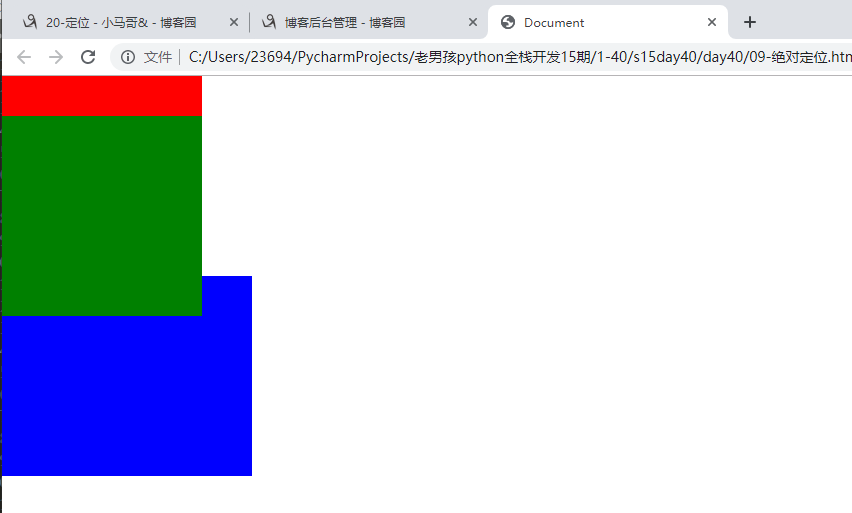 20-定位 - 小马哥& - 博客园
博客后台管理 - 博客园
Document
文件 C:/Users/23694/PycharmProjects/老男孩python全栈开发15期/1-40/s15day40/day40/09-绝对定位.htm